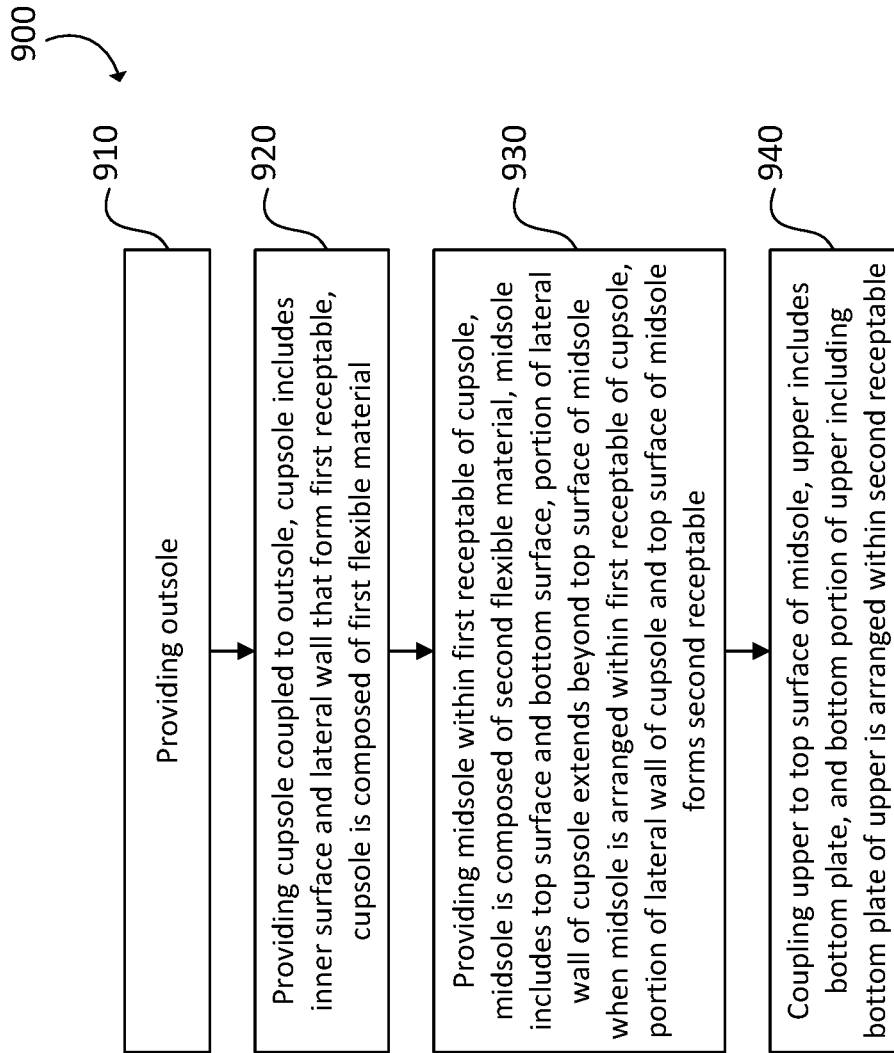 900
910
Providing outsole
920
Providing cupsole coupled to outsole, cupsole includes
inner surface and lateral wall that form first receptable,
cupsole is composed of first flexible material
930
Providing midsole within first receptable of cupsole,
midsole is composed of second flexible material, midsole
includes top surface and bottom surface, portion of lateral
wall of cupsole extends beyond top surface of midsole
when midsole is arranged within first receptable of cupsole,
portion of lateral wall of cupsole and top surface of midsole
forms second receptable
940
Coupling upper to top surface of midsole, upper includes
bottom plate, and bottom portion of upper including
bottom plate of upper is arranged within second receptable